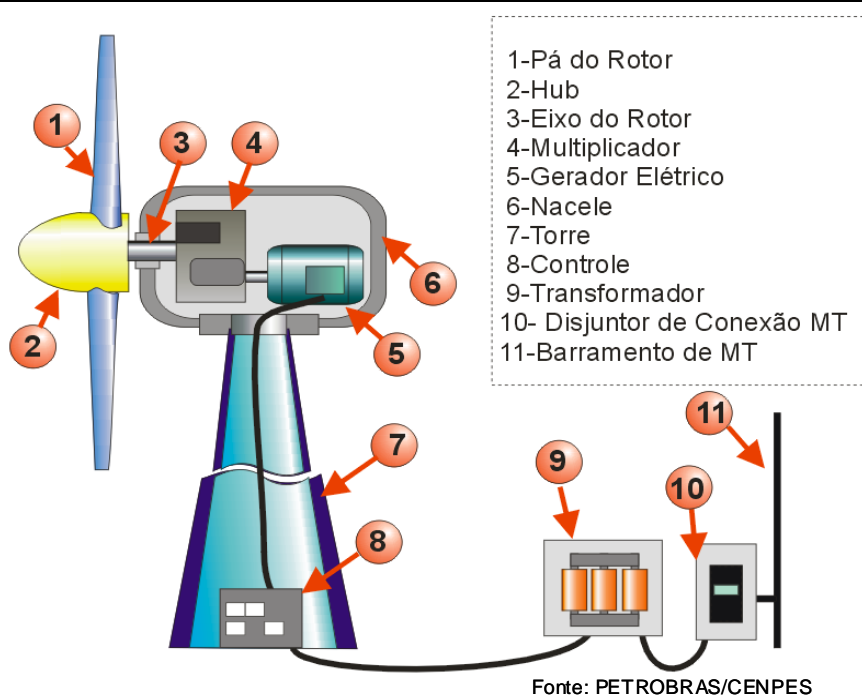 1-Pá do Rotor
2-Hub
3-Eixo do Rotor
4-Multiplicador
5-Gerador Elétrico
6-Nacele
7-Torre
8-Controle
9-Transformador
10- Disjuntor de Conexão MT
11-Barramento de MT
1
3
4
2
6
5
7
8
9
10
11
Fonte: PETROBRAS/CENPES